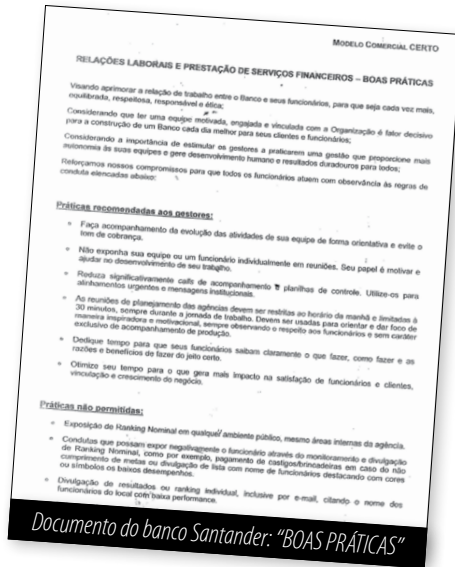 MODELO COMERCIAL CERTO
RELAÇÕES LABORAIS E PRESTAÇÃO DE SERVIÇOS FINANCEIROS – BOAS PRÁTICAS
Visando aprimorar a relação de trabalho entre o Banco e seus funcionários, para que seja cada vez mais,
equilibrada, respeitosa, responsável e ética;
Considerando que ter uma equipe motivada, engajada e vinculada com a Organização é fator decisivo
para a construção de um Banco cada dia melhor para seus clientes e funcionários;
Considerando a importância de estimular os gestores a praticarem uma gestão que proporcione mais
autonomia às suas equipes e gere desenvolvimento humano e resultados duradouros para todos;
Reforçamos nossos compromissos para que todos os funcionários atuem com observância às regras de
conduta elencadas abaixo:
Práticas recomendadas aos gestores:
Faça acompanhamento da evolução das atividades de sua equipe de forma orientativa e evite o
tom de cobrança.
Não exponha sua equipe ou um funcionário individualmente em reuniões. Seu papel é motivar e
ajudar no desenvolvimento de seu trabalho.
Reduza significativamente calls de acompanhamento e planilhas de controle. Utilize-os para
alinhamentos urgentes e mensagens institucionais.
As reuniões de planejamento das agências devem ser restritas ao horário da manhã e limitadas à
30 minutos, sempre durante a jornada de trabalho. Devem ser usadas para orientar e dar foco de
maneira inspiradora e motivacional, sempre observando o respeito aos funcionários e sem caráter
exclusivo de acompanhamento de produção.
Dedique tempo para que seus funcionários saibam claramente o que fazer, como fazer e as
razões e benefícios de fazer do jeito certo.
Otimize seu tempo para o que gera mais impacto na satisfação de funcionários e clientes,
vinculação e crescimento do negócio.
Práticas não permitidas:
Exposição de Ranking Nominal em qualquer ambiente público, mesmo áreas internas da agência.
Condutas que possam expor negativamente o funcionário através do monitoramento e divulgação
de Ranking Nominal, como por exemplo, pagamento de castigos/brincadeiras em caso do não
cumprimento de metas ou divulgação de lista com nome de funcionários destacando com cores
ou símbolos os baixos desempenhos.
Divulgação de resultados ou ranking individual, inclusive por e-mail, citando o nome dos
funcionários do local com baixa performance.
Documento do banco Santander: “BOAS PRÁTICAS”